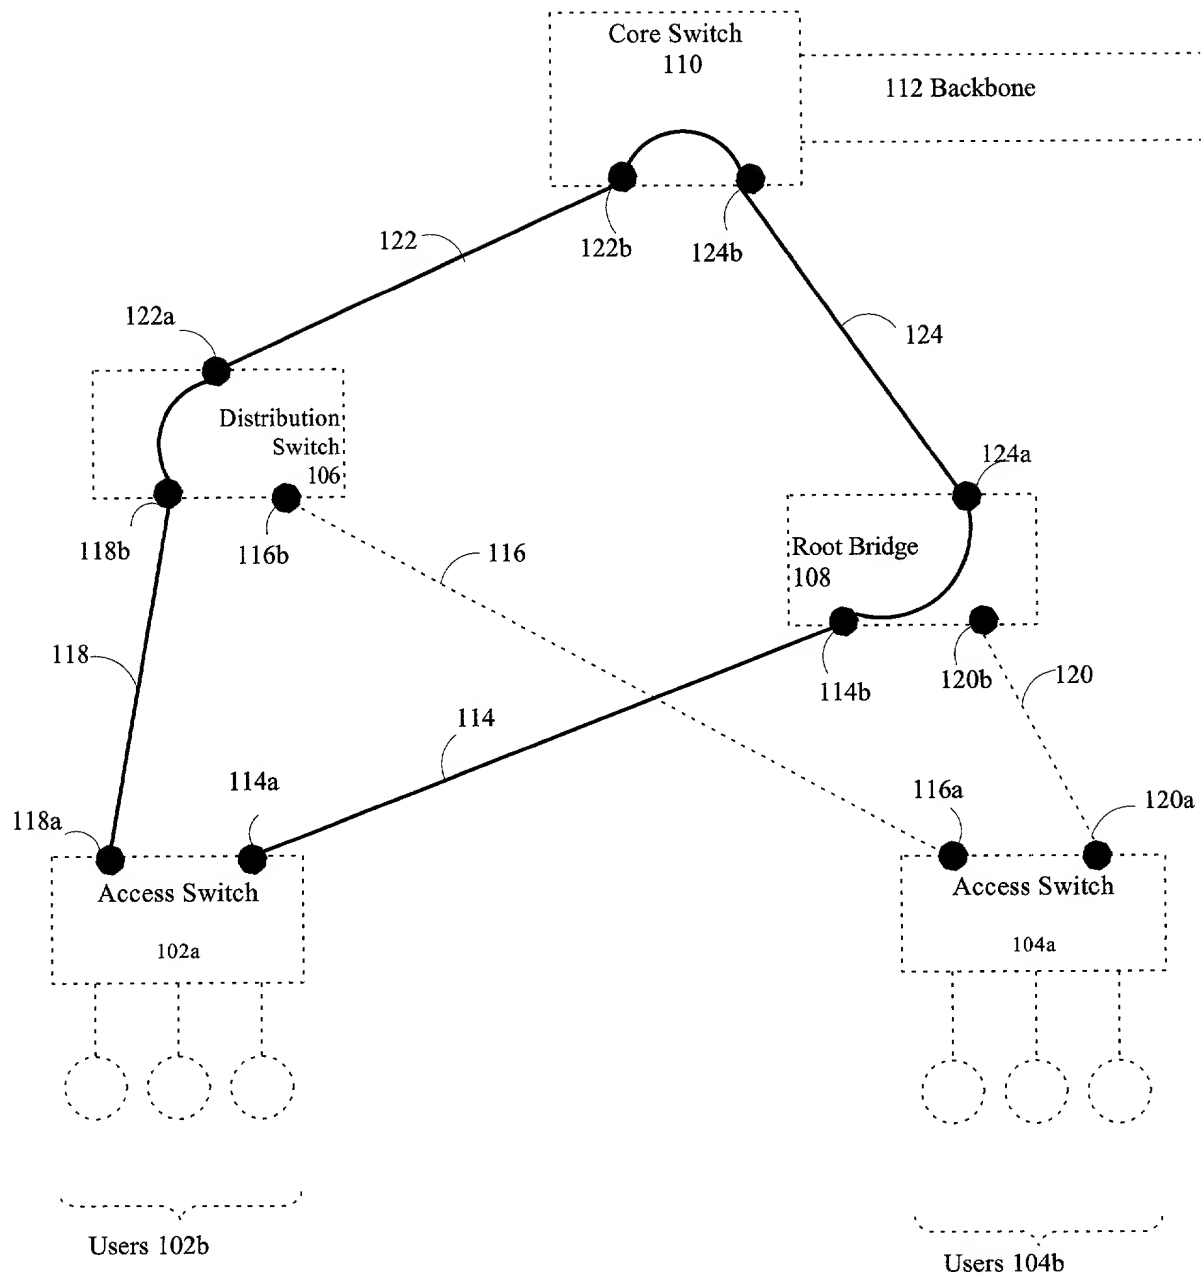 Core Switch
110
112 Backbone
122
122b
124b
122a
124
Distribution
Switch
106
124a
118b
116b
116
Root Bridge
108
118
114b
120b
120
114
114a
116a
120a
118a
Access Switch
102a
Access Switch
104a
Users 102b
Users 104b